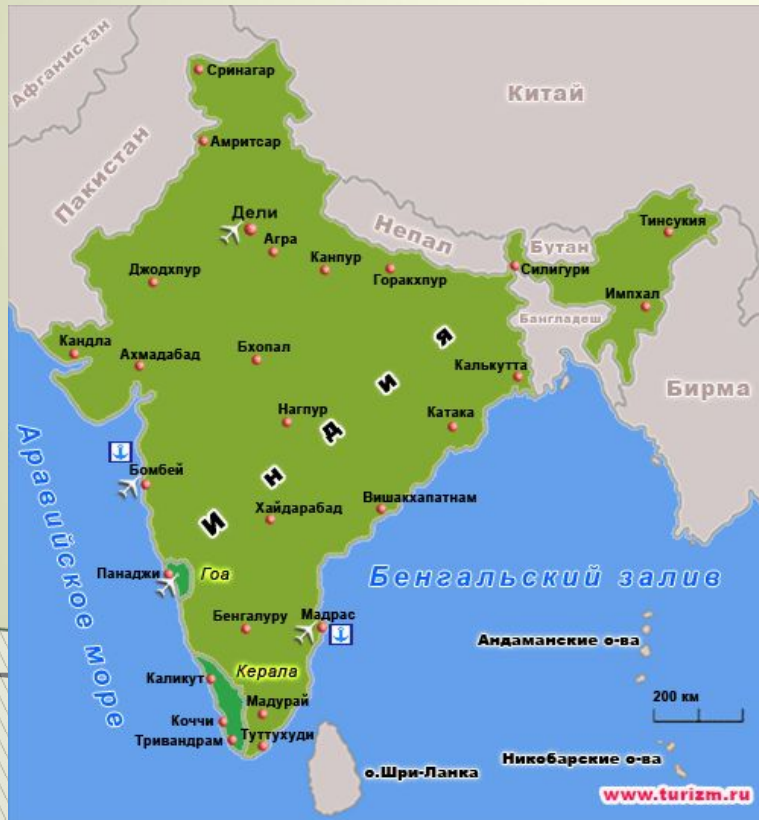 Афганистан
Сринагар
Китай
Амритсар
Пакистан
Дели
Агра
Непал
Бутан
Тинсукия
Джодхпур
Канпур
Горакхпур
Силигури
Импхал
Бангладеш
Кандла
Ахмадабад
Бхопал
Калькутта
Бирма
Нагпур
Катака
Индия
Аравийское море
Бомбей
Хайдарабад
Вишакхапатнам
Панаджи
Гоа
Бенгальский залив
Бенгалуру
Мадрас
Андаманские о-ва
Керала
Каликут
Мадурай
200 км
Коччи
Тривандрам
Туттухуди
о.Шри-Ланка
Никобарские о-ва
www.turizm.ru